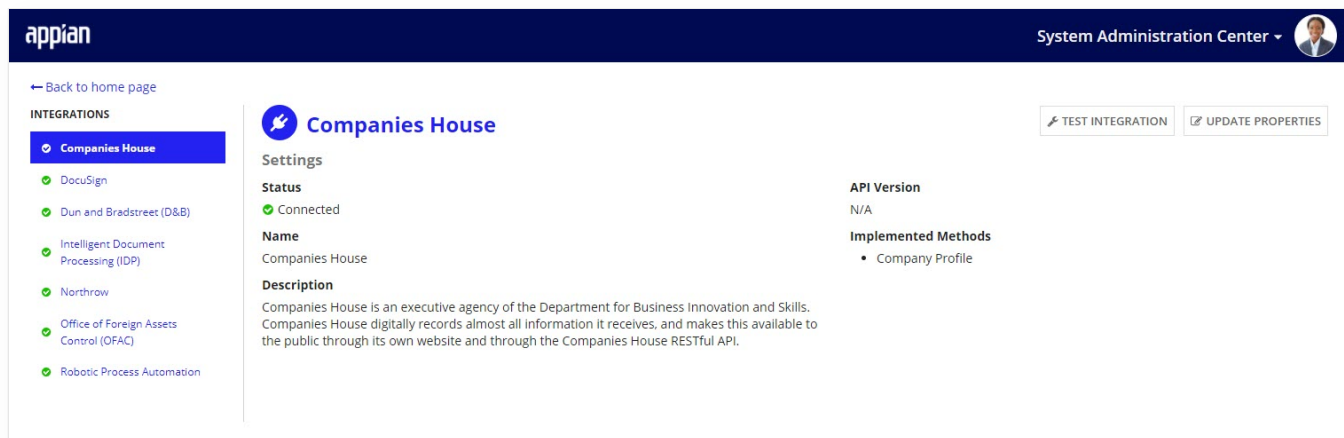 appian
System Administration Center
Back to home page
INTEGRATIONS
Companies House
DocuSign
Dun and Bradstreet (D&B)
Intelligent Document
Processing (IDP)
Northrow
Office of Foreign Assets
Control (OFAC)
Robotic Process Automation
Companies House
TEST INTEGRATION
UPDATE PROPERTIES
Settings
Status
Connected
Name
Companies House
Description
Companies House is an executive agency of the Department for Business Innovation and Skills.
Companies House digitally records almost all information it receives, and makes this available to
the public through its own website and through the Companies House RESTful API.
API Version
N/A
Implemented Methods
• Company Profile